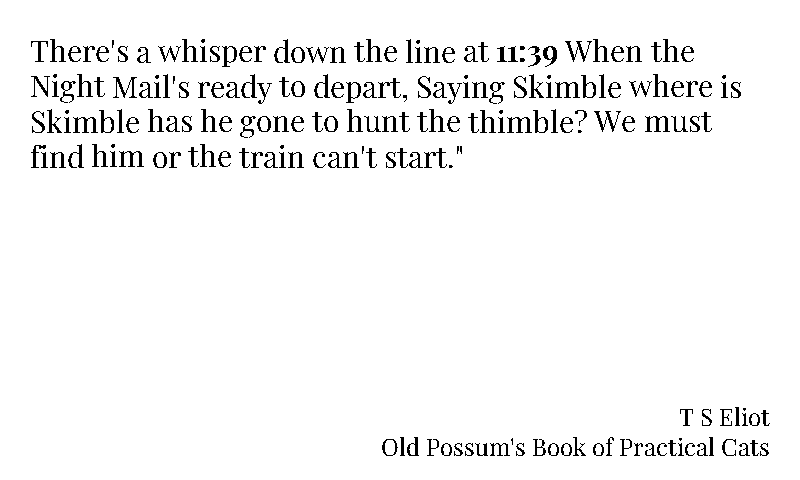 There's a whisper down the line at 11:39 When the
Night Mail's ready to depart, Saying Skimble where is
Skimble has he gone to hunt the thimble? We must
find him or the train can't start."
T S Eliot
Old Possum's Book of Practical Cats